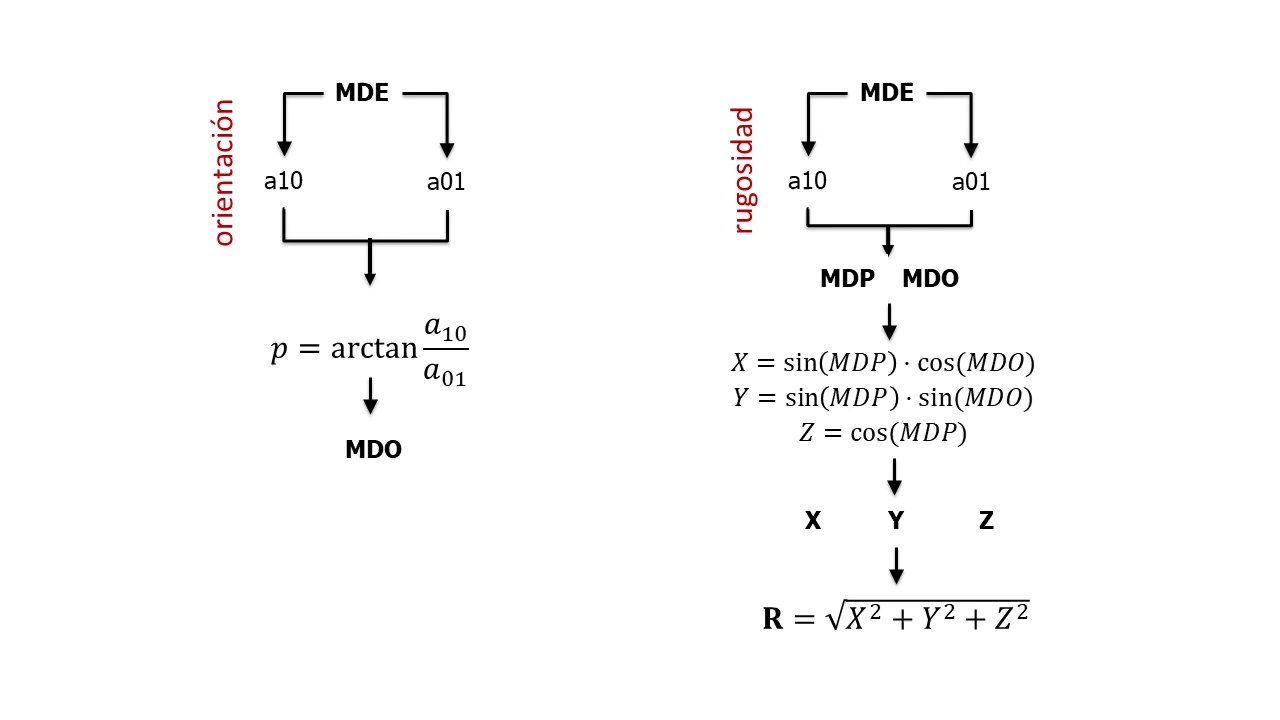 orientación
MDE
a10 a01
p = arctan a₁₀/a₀₁
MDO
rugosidad
MDE
a10 a01
MDP MDO
X = sin(MDP) · cos(MDO)
Y = sin(MDP) · sin(MDO)
Z = cos(MDP)
X Y Z
R = √X² + Y² + Z²